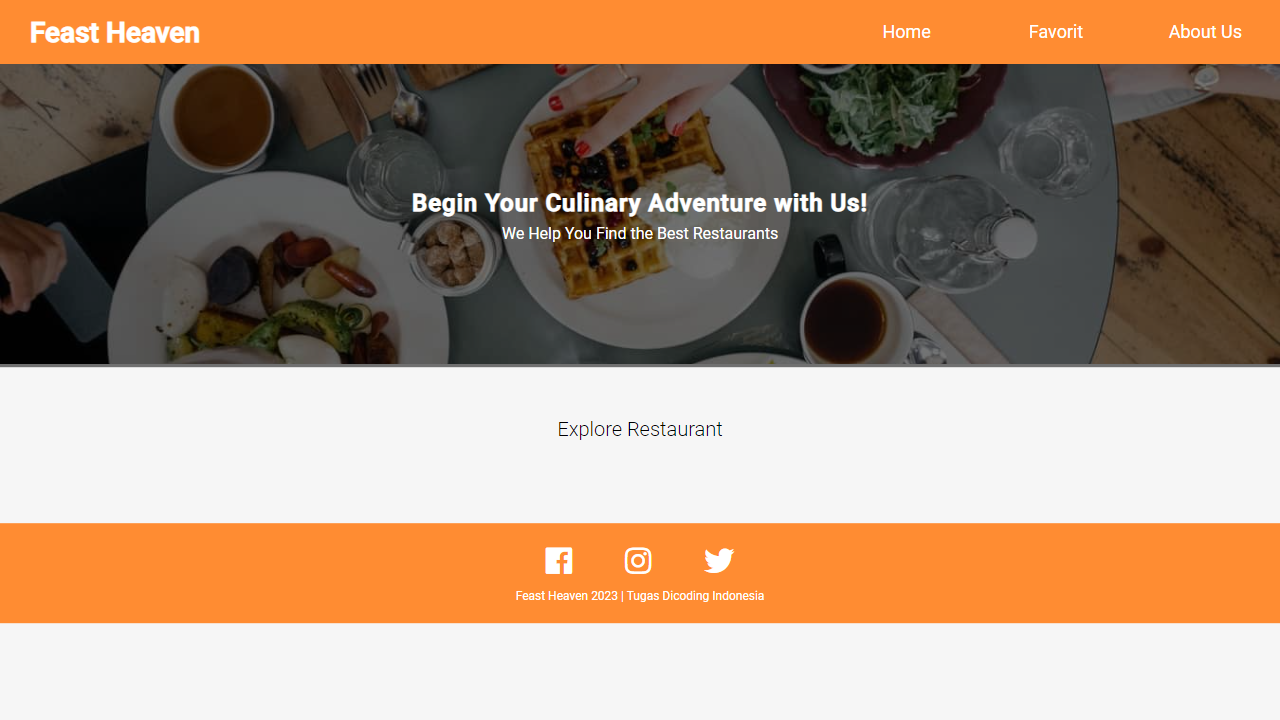 Feast Heaven
Home
Favorit
About Us
Begin Your Culinary Adventure with Us!
We Help You Find the Best Restaurants
Explore Restaurant
Feast Heaven 2023 | Tugas Dicoding Indonesia